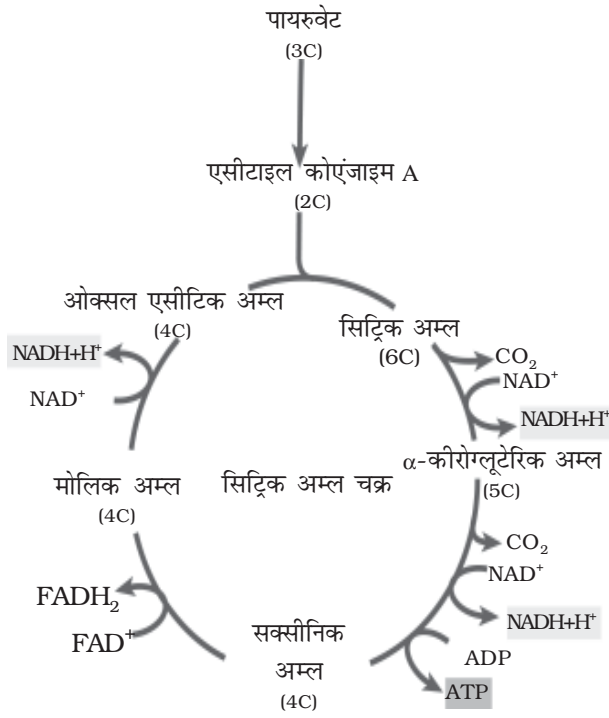 पायरुवेट
(3C)
एसीटाइल कोएंजाइम A
(2C)
ओक्सल एसीटिक अम्ल
(4C)
सिट्रिक अम्ल
(6C)
CO₂
NAD⁺
NADH+H⁺
NADH+H⁺
NAD⁺
α-कीरोग्लूटेरिक अम्ल
(5C)
मोलिक अम्ल
(4C)
सिट्रिक अम्ल चक्र
CO₂
NAD⁺
NADH+H⁺
FADH₂
FAD⁺
ADP
ATP
सक्सीनिक
अम्ल
(4C)